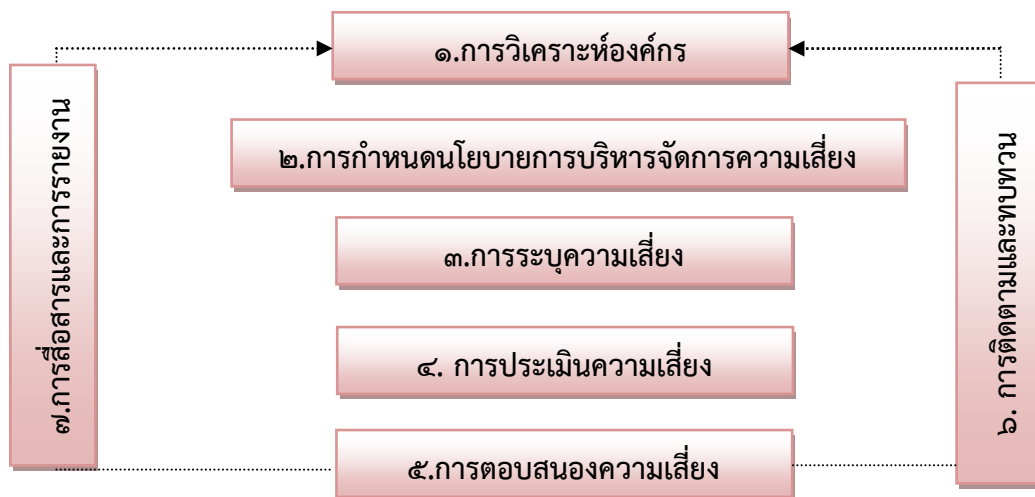 ๑.การวิเคราะห์องค์กร
๒.การกำหนดนโยบายการบริหารจัดการความเสี่ยง
๓.การระบุความเสี่ยง
๔. การประเมินความเสี่ยง
๕.การตอบสนองความเสี่ยง
๖. การติดตามและทบทวน
๗.การสื่อสารและการรายงาน